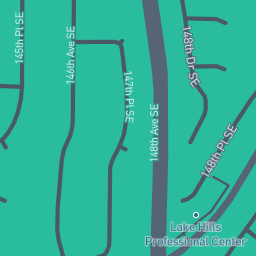 145th Pl SE
146th Ave SE
147th Pl SE
148th Ave SE
148th Dr SE
148th Pl SE
Lake Hills
Professional Center